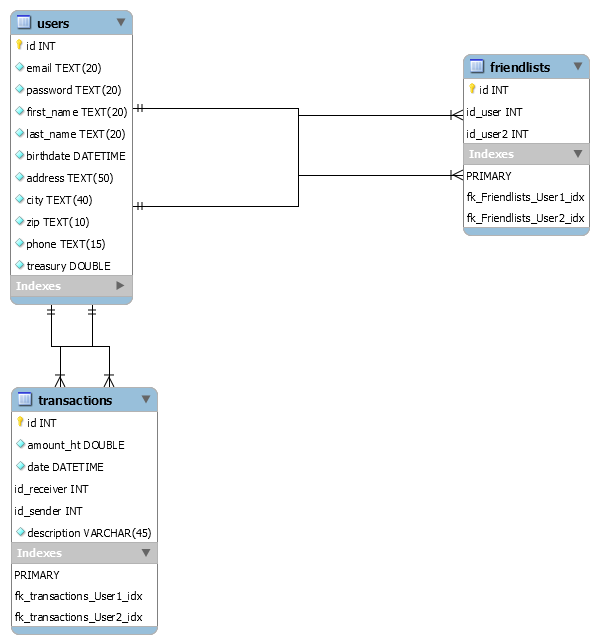 users
id INT
email TEXT(20)
password TEXT(20)
first_name TEXT(20)
last_name TEXT(20)
birthdate DATETIME
address TEXT(50)
city TEXT(40)
zip TEXT(10)
phone TEXT(15)
treasury DOUBLE
Indexes
friendlists
id INT
id_user INT
id_user2 INT
Indexes
PRIMARY
fk_Friendlists_User1_idx
fk_Friendlists_User2_idx
transactions
id INT
amount_ht DOUBLE
date DATETIME
id_receiver INT
id_sender INT
description VARCHAR(45)
Indexes
PRIMARY
fk_transactions_User1_idx
fk_transactions_User2_idx